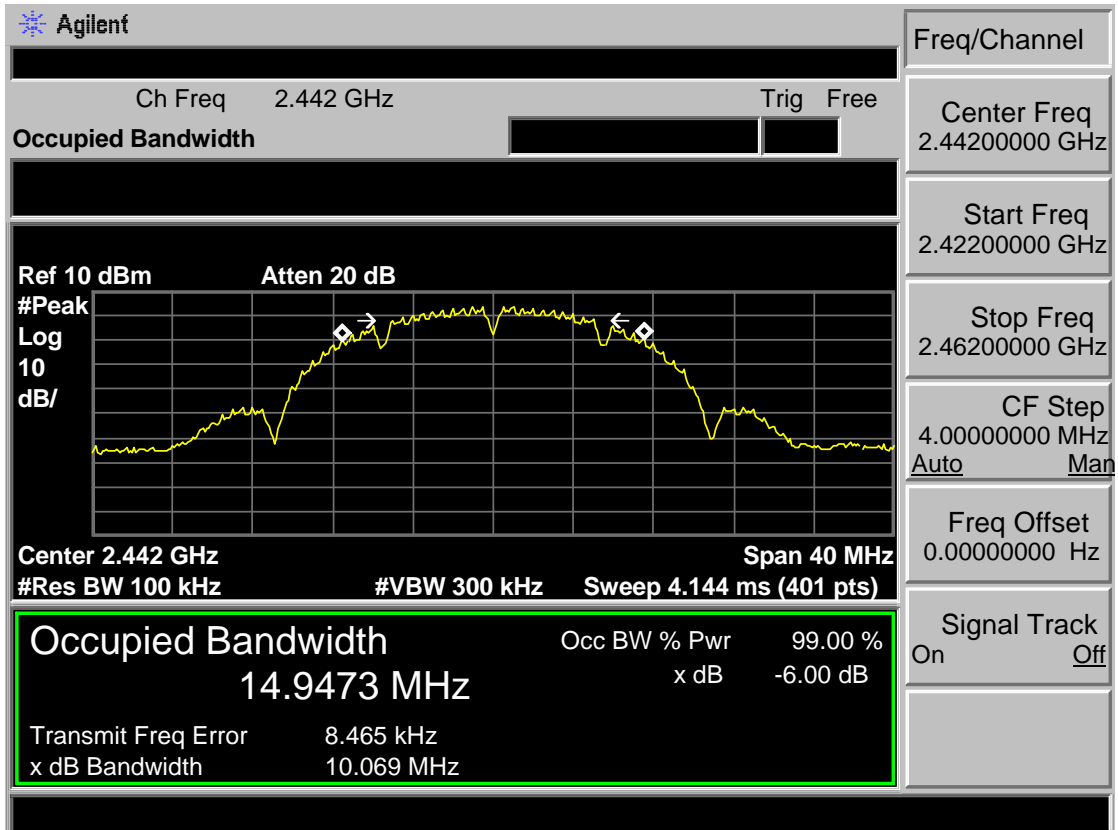 Agilent
Freq/Channel
Ch Freq 2.442 GHz Trig Free
Occupied Bandwidth
Center Freq
2.44200000 GHz
Start Freq
2.42200000 GHz
Stop Freq
2.46200000 GHz
CF Step
4.00000000 MHz
Auto Man
Freq Offset
0.00000000 Hz
Signal Track
On Off
Ref 10 dBm Atten 20 dB
#Peak
Log
10
dB/
Center 2.442 GHz Span 40 MHz
#Res BW 100 kHz #VBW 300 kHz Sweep 4.144 ms (401 pts)
Occupied Bandwidth Occ BW % Pwr 99.00 %
14.9473 MHz x dB -6.00 dB
Transmit Freq Error 8.465 kHz
x dB Bandwidth 10.069 MHz